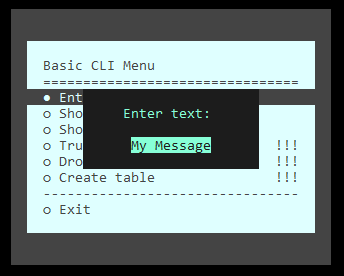 Basic CLI Menu
================================
● Ent
Enter text:
○ Sho
○ Sho
My Message
○ Tru !!!
○ Dro !!!
○ Create table !!!
--------------------------------
○ Exit